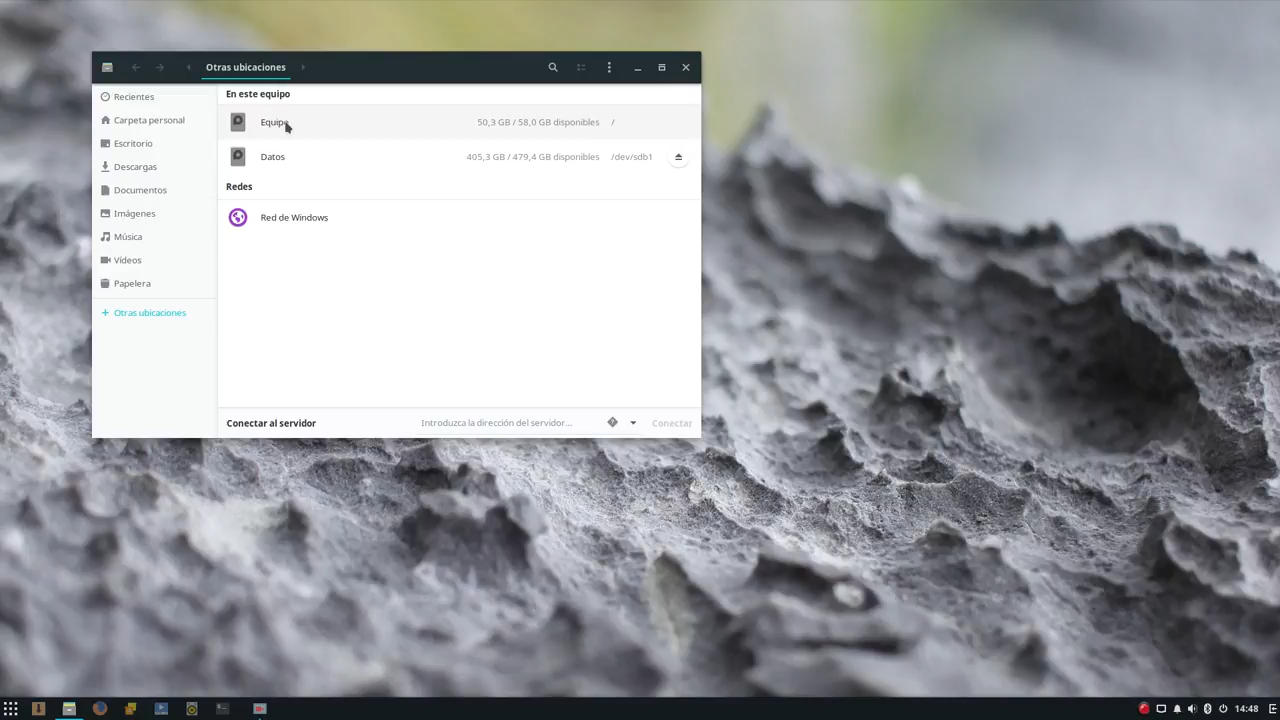 Otras ubicaciones
Recientes
Carpeta personal
Escritorio
Descargas
Documentos
Imágenes
Música
Vídeos
Papelera
+ Otras ubicaciones
En este equipo
Equipo 50,3 GB / 58,0 GB disponibles /
Datos 405,3 GB / 479,4 GB disponibles /dev/sdb1
Redes
Red de Windows
Conectar al servidor Introduzca la dirección del servidor... Conectar
14:48